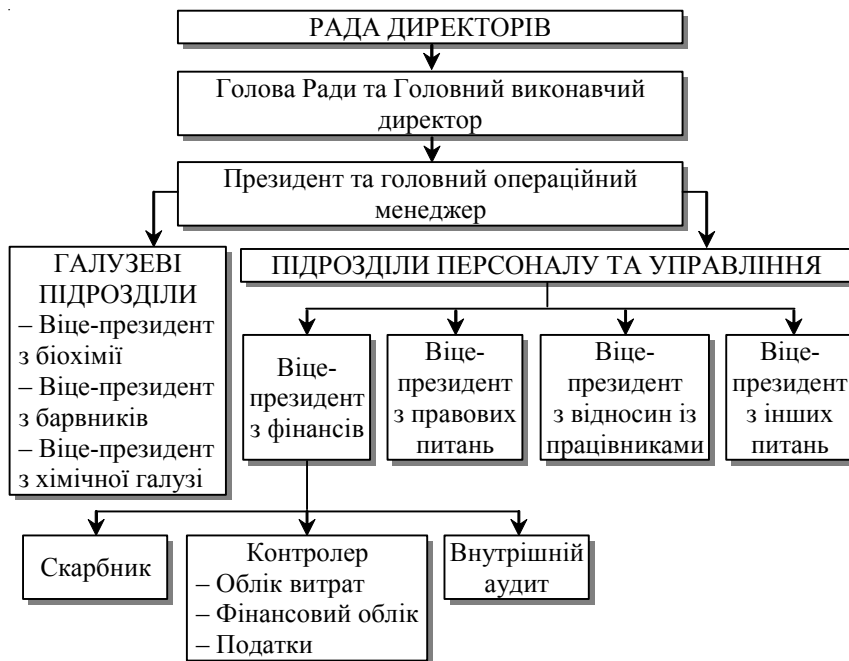 РАДА ДИРЕКТОРІВ
Голова Ради та Головний виконавчий
директор
Президент та головний операційний
менеджер
ГАЛУЗЕВІ
ПІДРОЗДІЛИ
– Віце-президент
з біохімії
– Віце-президент
з барвників
– Віце-президент
з хімічної галузі
ПІДРОЗДІЛИ ПЕРСОНАЛУ ТА УПРАВЛІННЯ
Віце-
президент
з фінансів
Віце-
президент
з правових
питань
Віце-
президент
з відносин із
працівниками
Віце-
президент
з інших
питань
Скарбник
Контролер
– Облік витрат
– Фінансовий облік
– Податки
Внутрішній
аудит